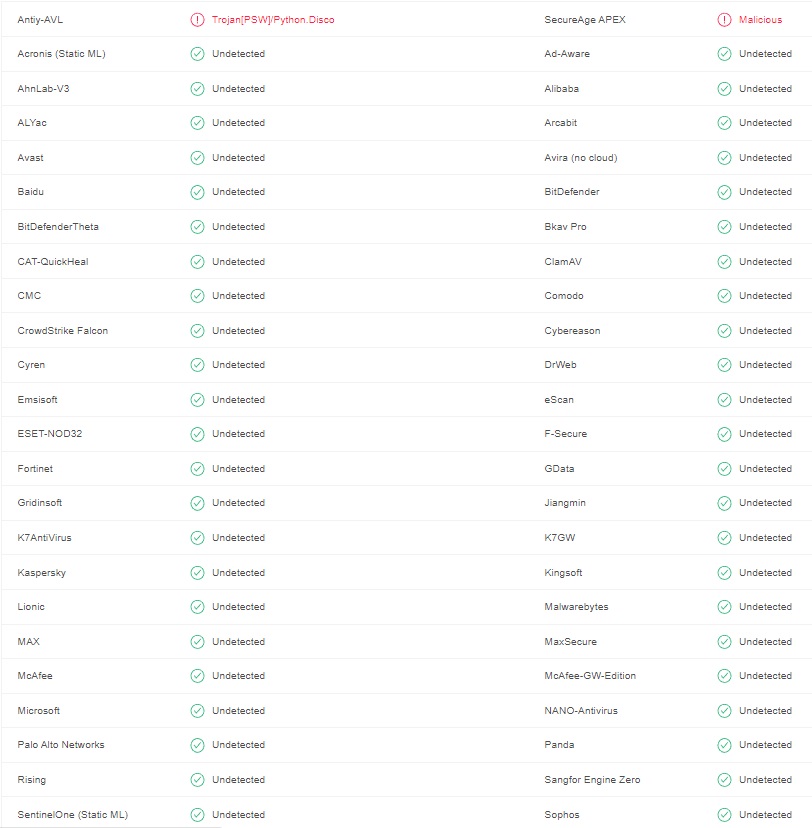 Antiy-AVL Trojan[PSW]/Python.Disco SecureAge APEX Malicious
Acronis (Static ML) Undetected Ad-Aware Undetected
AhnLab-V3 Undetected Alibaba Undetected
ALYac Undetected Arcabit Undetected
Avast Undetected Avira (no cloud) Undetected
Baidu Undetected BitDefender Undetected
BitDefenderTheta Undetected Bkav Pro Undetected
CAT-QuickHeal Undetected ClamAV Undetected
CMC Undetected Comodo Undetected
CrowdStrike Falcon Undetected Cybereason Undetected
Cyren Undetected DrWeb Undetected
Emsisoft Undetected eScan Undetected
ESET-NOD32 Undetected F-Secure Undetected
Fortinet Undetected GData Undetected
Gridinsoft Undetected Jiangmin Undetected
K7AntiVirus Undetected K7GW Undetected
Kaspersky Undetected Kingsoft Undetected
Lionic Undetected Malwarebytes Undetected
MAX Undetected MaxSecure Undetected
McAfee Undetected McAfee-GW-Edition Undetected
Microsoft Undetected NANO-Antivirus Undetected
Palo Alto Networks Undetected Panda Undetected
Rising Undetected Sangfor Engine Zero Undetected
SentinelOne (Static ML) Undetected Sophos Undetected